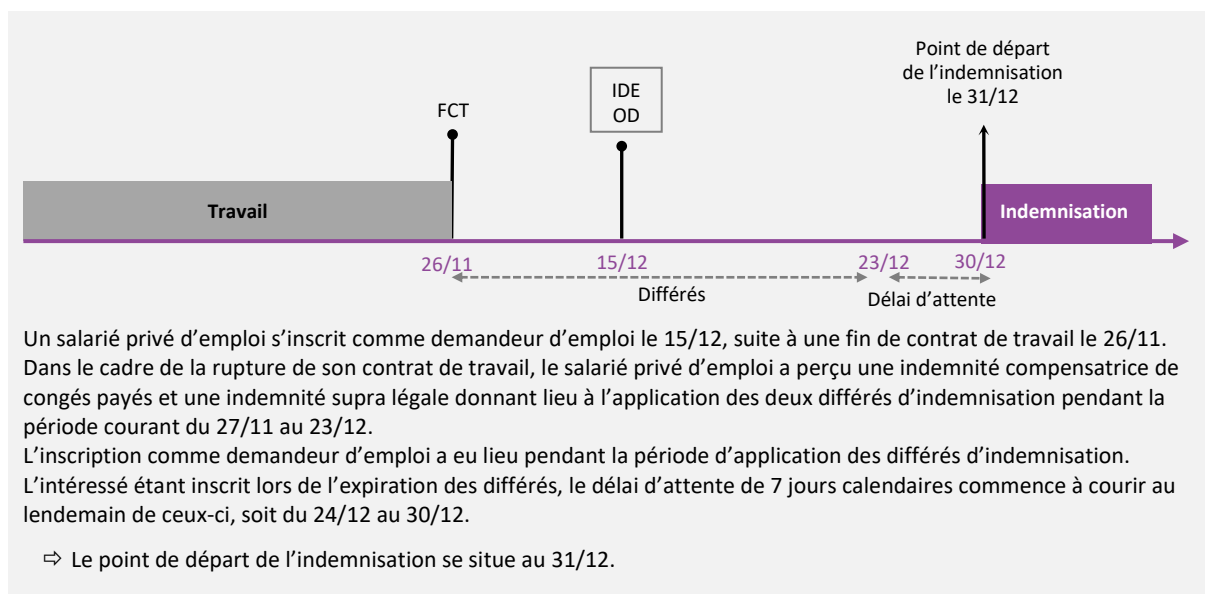 Point de départ
de l’indemnisation
le 31/12
IDE
OD
FCT
Travail
Indemnisation
26/11
15/12
23/12
30/12
Différés
Délai d’attente
Un salarié privé d’emploi s’inscrit comme demandeur d’emploi le 15/12, suite à une fin de contrat de travail le 26/11.
Dans le cadre de la rupture de son contrat de travail, le salarié privé d’emploi a perçu une indemnité compensatrice de
congés payés et une indemnité supra légale donnant lieu à l’application des deux différés d’indemnisation pendant la
période courant du 27/11 au 23/12.
L’inscription comme demandeur d’emploi a eu lieu pendant la période d’application des différés d’indemnisation.
L’intéressé étant inscrit lors de l’expiration des différés, le délai d’attente de 7 jours calendaires commence à courir au
lendemain de ceux-ci, soit du 24/12 au 30/12.
⇨ Le point de départ de l’indemnisation se situe au 31/12.